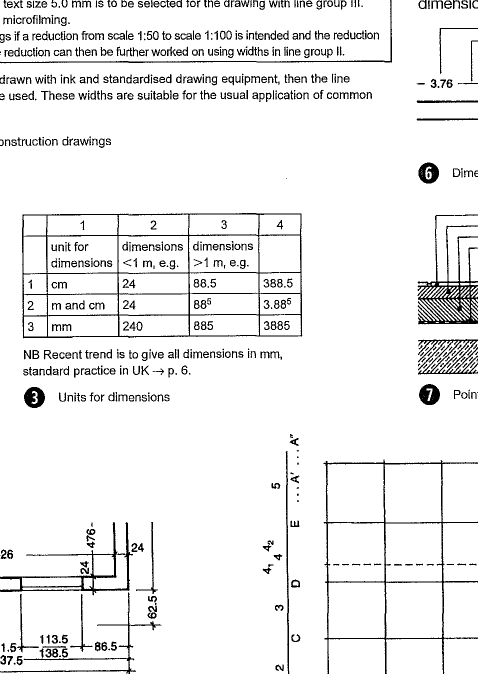 text size 5.0 mm is to be selected for the drawing with line group III.
microfilming.
gs if a reduction from scale 1:50 to scale 1:100 is intended and the reduction
reduction can then be further worked on using widths in line group II.
drawn with ink and standardised drawing equipment, then the line
e used. These widths are suitable for the usual application of common
onstruction drawings
1 2 3 4
unit for dimensions dimensions
dimensions <1 m, e.g. >1 m, e.g.
1 cm 24 88.5 388.5
2 m and cm 24 88⁵ 3.88⁵
3 mm 240 885 3885
NB Recent trend is to give all dimensions in mm,
standard practice in UK → p. 6.
3 Units for dimensions
dimensio
3.76
6 Dime
7 Poin
26
476
24
24
62.5
1.5
113.5
138.5
86.5
37.5
5 ...A' ...A"
E
4₁ 4₂
4
D
3
C
2